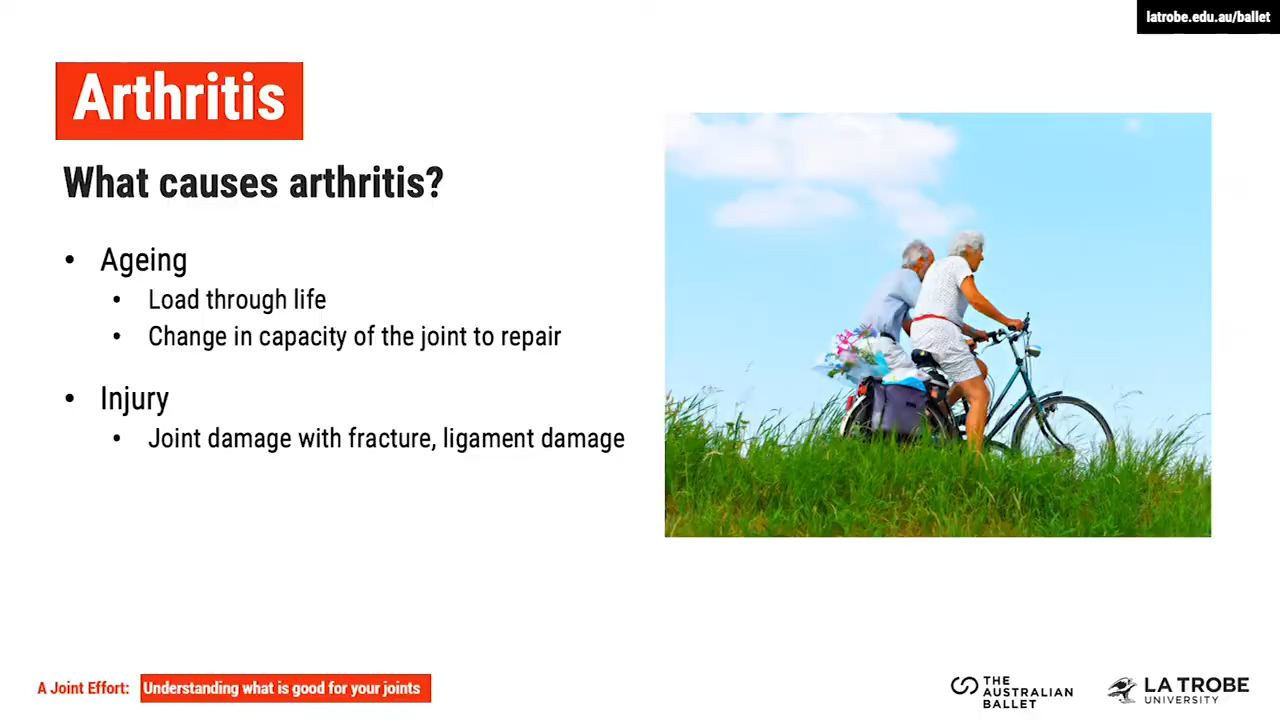 latrobe.edu.au/ballet
Arthritis
What causes arthritis?
• Ageing
• Load through life
• Change in capacity of the joint to repair
• Injury
• Joint damage with fracture, ligament damage
A Joint Effort: Understanding what is good for your joints
THE
AUSTRALIAN
BALLET
LA TROBE
UNIVERSITY